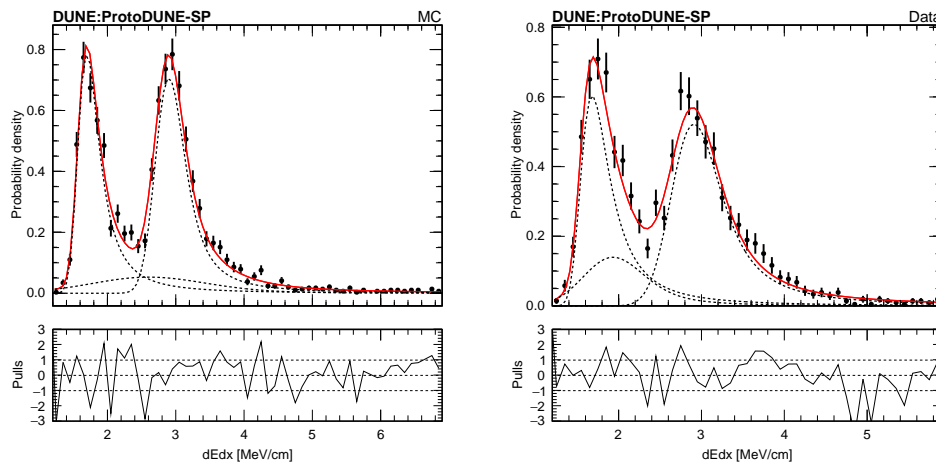 DUNE:ProtoDUNE-SP MC
Probability density
0.8
0.6
0.4
0.2
0.0
Pulls
3
2
1
0
−1
−2
−3
2 3 4 5 6
dEdx [MeV/cm]
DUNE:ProtoDUNE-SP Data
Probability density
0.8
0.6
0.4
0.2
0.0
Pulls
3
2
1
0
−1
−2
−3
2 3 4 5
dEdx [MeV/cm]